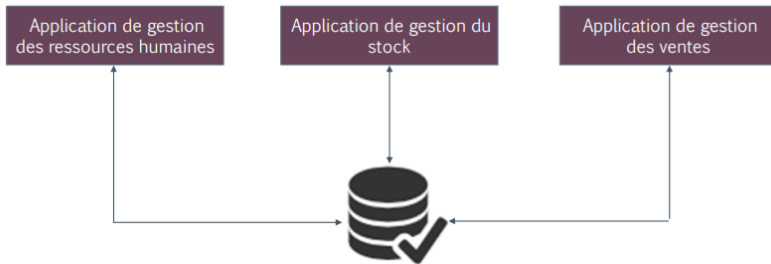 Application de gestion
des ressources humaines
Application de gestion du
stock
Application de gestion
des ventes